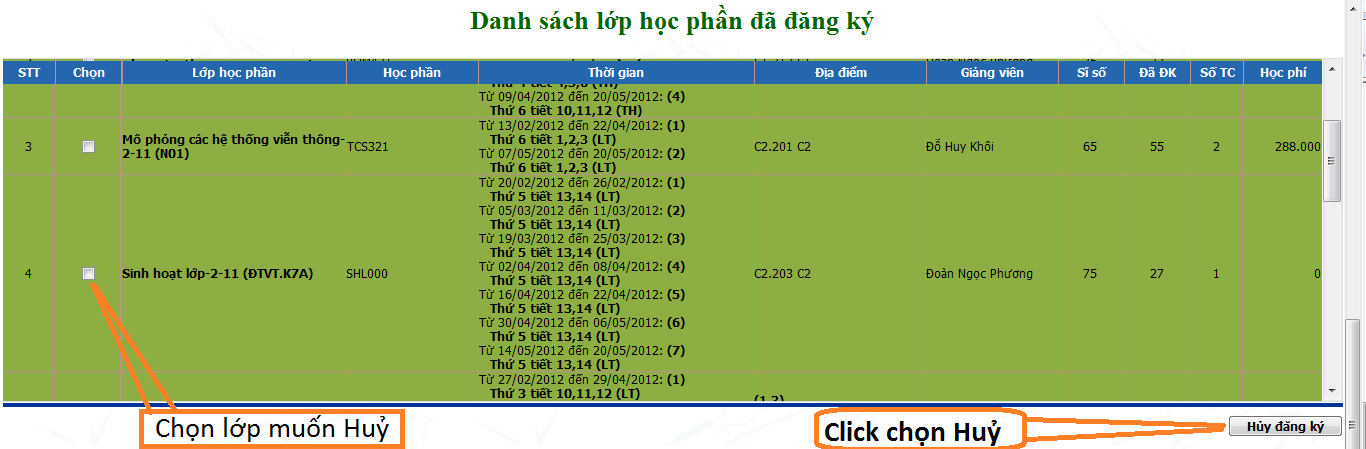 Danh sách lớp học phần đã đăng ký
STT Chọn Lớp học phần Học phần Thời gian Địa điểm Giảng viên Sĩ số Đã ĐK Số TC Học phí
Từ 09/04/2012 đến 20/05/2012: (4)
Thứ 6 tiết 10,11,12 (TH)
3 Mô phỏng các hệ thống viễn thông-2-11 (N01) TCS321
Từ 13/02/2012 đến 22/04/2012: (1)
Thứ 6 tiết 1,2,3 (LT)
Từ 07/05/2012 đến 20/05/2012: (2)
Thứ 6 tiết 1,2,3 (LT)
C2.201 C2 Đỗ Huy Khôi 65 55 2 288.000
4 Sinh hoạt lớp-2-11 (ĐTVT.K7A) SHL000
Từ 20/02/2012 đến 26/02/2012: (1)
Thứ 5 tiết 13,14 (LT)
Từ 05/03/2012 đến 11/03/2012: (2)
Thứ 5 tiết 13,14 (LT)
Từ 19/03/2012 đến 25/03/2012: (3)
Thứ 5 tiết 13,14 (LT)
Từ 02/04/2012 đến 08/04/2012: (4)
Thứ 5 tiết 13,14 (LT)
Từ 16/04/2012 đến 22/04/2012: (5)
Thứ 5 tiết 13,14 (LT)
Từ 30/04/2012 đến 06/05/2012: (6)
Thứ 5 tiết 13,14 (LT)
Từ 14/05/2012 đến 20/05/2012: (7)
Thứ 5 tiết 13,14 (LT)
C2.203 C2 Đoàn Ngọc Phương 75 27 1 0
Từ 27/02/2012 đến 29/04/2012: (1)
Thứ 3 tiết 10,11,12 (LT)
Chọn lớp muốn Huỷ
Click chọn Huỷ
Hủy đăng ký